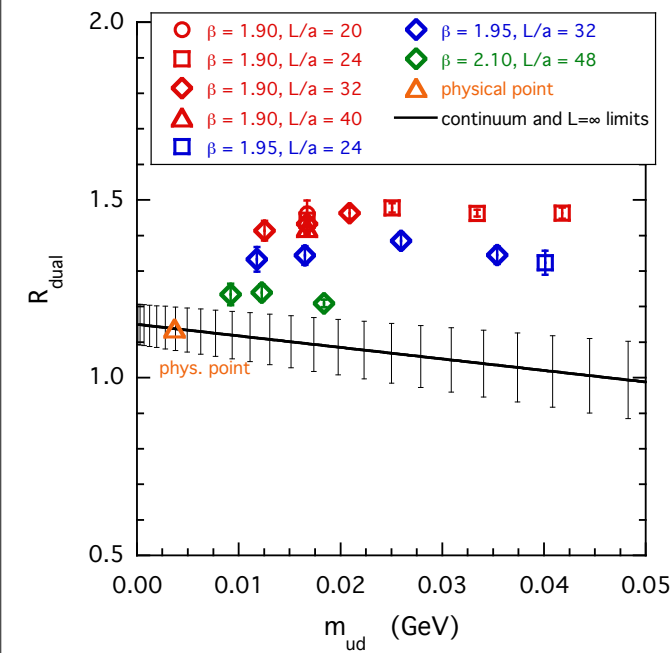 2.0
β = 1.90, L/a = 20
β = 1.90, L/a = 24
β = 1.90, L/a = 32
β = 1.90, L/a = 40
β = 1.95, L/a = 24
β = 1.95, L/a = 32
β = 2.10, L/a = 48
physical point
continuum and L=∞ limits
1.5
R_dual
1.0
phys. point
0.5
0.00 0.01 0.02 0.03 0.04 0.05
m_ud (GeV)